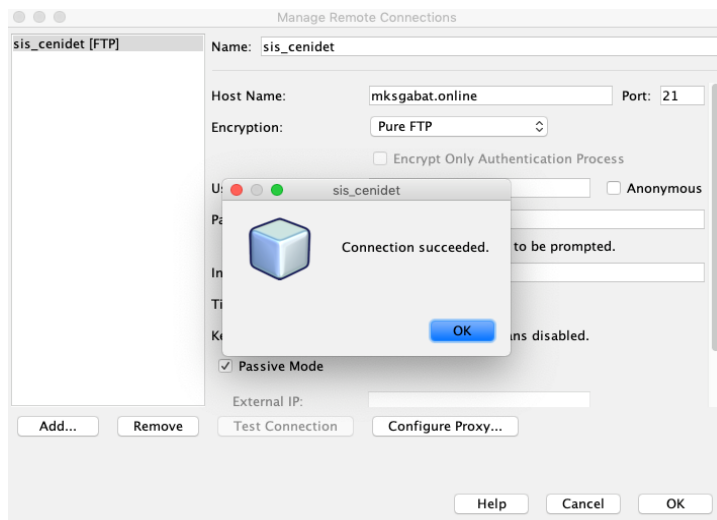 Manage Remote Connections
sis_cenidet [FTP]
Name: sis_cenidet
Host Name: mksgabat.online Port: 21
Encryption: Pure FTP
Encrypt Only Authentication Process
sis_cenidet
Anonymous
Connection succeeded.
to be prompted.
OK
disabled.
Passive Mode
External IP:
Add... Remove Test Connection Configure Proxy...
Help Cancel OK